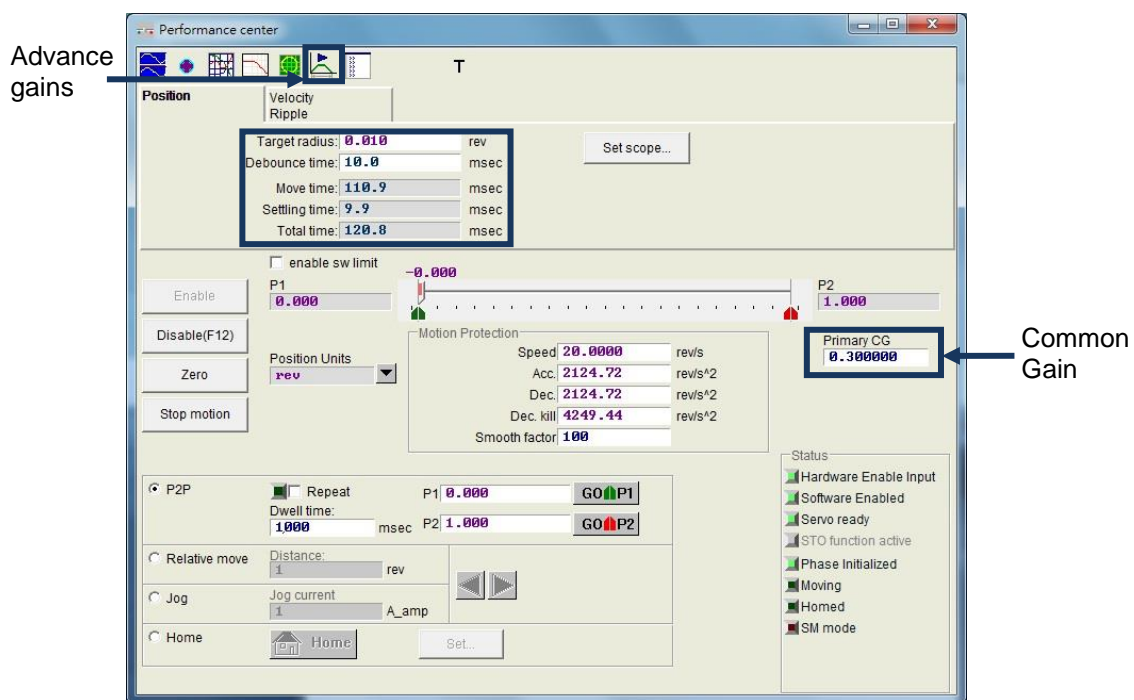 Performance center
Advance
gains
T
Position
Velocity
Ripple
Target radius: 0.010 rev
Debounce time: 10.0 msec
Set scope...
Move time: 110.9 msec
Settling time: 9.9 msec
Total time: 120.8 msec
enable sw limit
-0.000
Enable
P1
0.000
P2
1.000
Disable(F12)
Zero
Stop motion
Position Units
rev
Motion Protection
Speed 20.0000 rev/s
Acc. 2124.72 rev/s^2
Dec. 2124.72 rev/s^2
Dec. kill 4249.44 rev/s^2
Smooth factor 100
Primary CG
0.300000
Common
Gain
P2P
Repeat
Dwell time:
1000 msec
P1 0.000 GO P1
P2 1.000 GO P2
Relative move
Distance:
1 rev
Jog
Jog current
1 A_amp
Home
Home
Set...
Status
Hardware Enable Input
Software Enabled
Servo ready
STO function active
Phase Initialized
Moving
Homed
SM mode